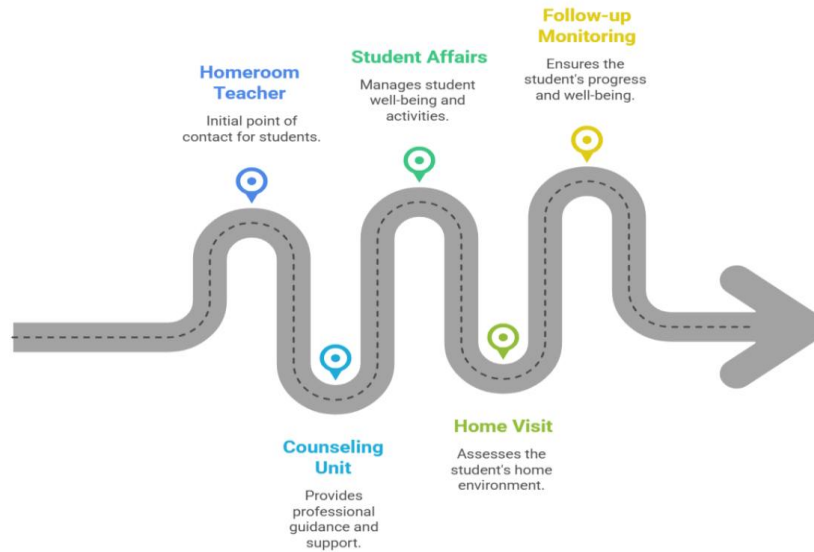 Homeroom
Teacher
Initial point of
contact for students.
Counseling
Unit
Provides
professional
guidance and
support.
Student Affairs
Manages student
well-being and
activities.
Home Visit
Assesses the
student's home
environment.
Follow-up
Monitoring
Ensures the
student's progress
and well-being.